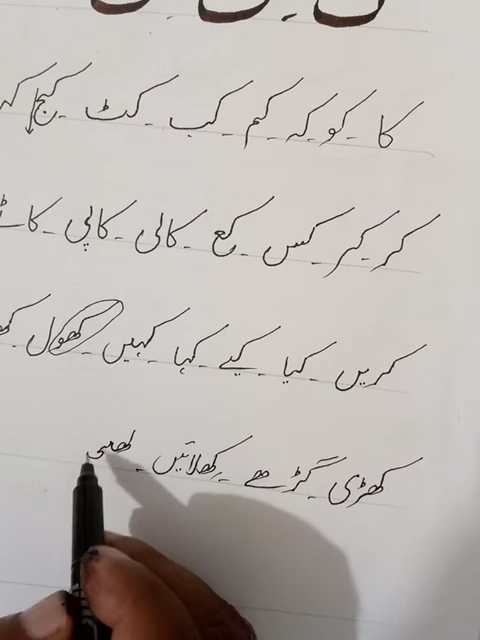 کا - کو - کہ - کم - کب - کٹ - کیج
کر - کبر - کس - کع - کالی - کاپی -
کریں - کیا - کیے - کہا - کہیں - کھول
کھڑی - گڑھے - کھلائیں -